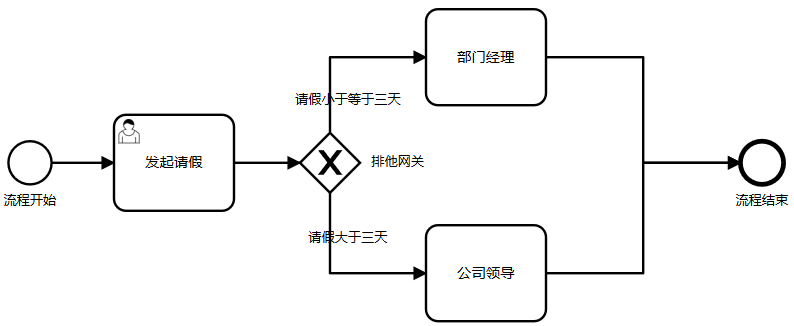 部门经理
请假小于等于三天
发起请假
排他网关
流程开始
流程结束
请假大于三天
公司领导